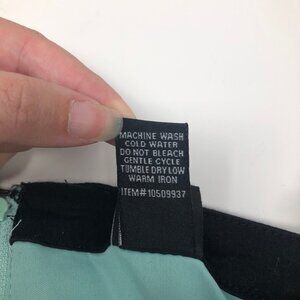 MACHINE WASH
COLD WATER
DO NOT BLEACH
GENTLE CYCLE
TUMBLE DRY LOW
WARM IRON
ITEM#10509937